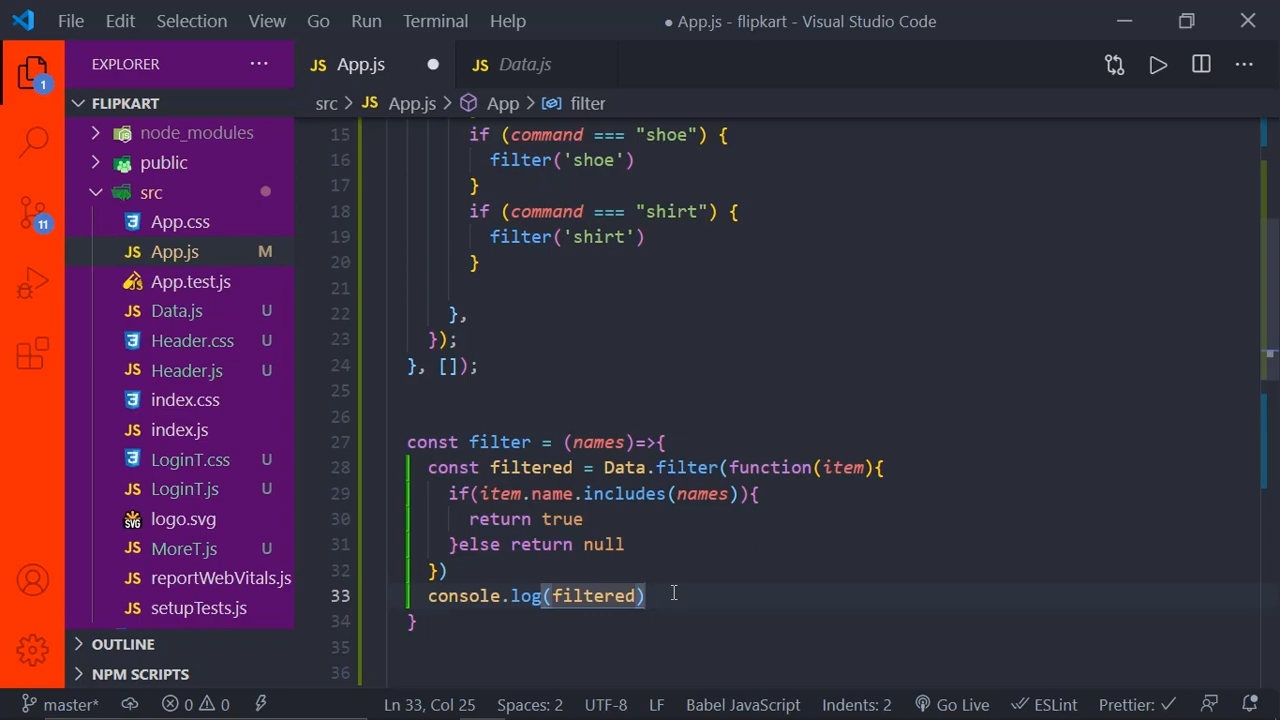 File Edit Selection View Go Run Terminal Help ● App.js - flipkart - Visual Studio Code
EXPLORER ···
JS App.js ● JS Data.js
FLIPKART
src > JS App.js > App > filter
node_modules
public
src
App.css
JS App.js M
App.test.js
JS Data.js U
Header.css U
JS Header.js U
index.css
JS index.js
LoginT.css U
JS LoginT.js U
SVG logo.svg
JS MoreT.js U
JS reportWebVitals.js
JS setupTests.js
OUTLINE
NPM SCRIPTS
1
11
15 if (command === "shoe") {
16 filter('shoe')
17 }
18 if (command === "shirt") {
19 filter('shirt')
20 }
21
22 },
23 });
24 }, []);
25
26
27 const filter = (names)=>{
28 const filtered = Data.filter(function(item){
29 if(item.name.includes(names)){
30 return true
31 }else return null
32 })
33 console.log(filtered)
34 }
35
36
master* 0 0 Ln 33, Col 25 Spaces: 2 UTF-8 LF Babel JavaScript Indents: 2 Go Live ESLint Prettier: ✓